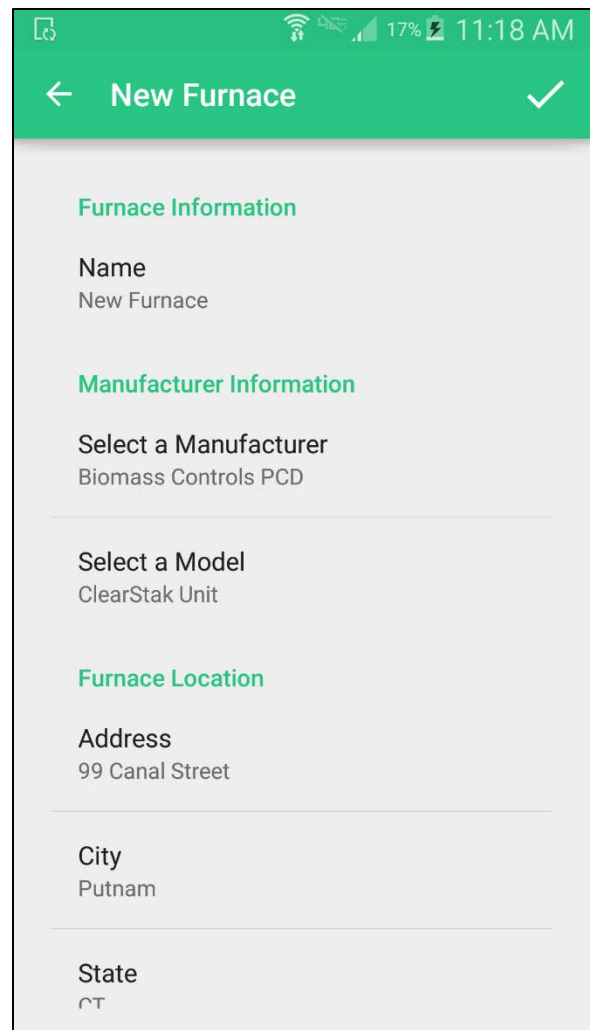 17% 11:18 AM
New Furnace
Furnace Information
Name
New Furnace
Manufacturer Information
Select a Manufacturer
Biomass Controls PCD
Select a Model
ClearStak Unit
Furnace Location
Address
99 Canal Street
City
Putnam
State
CT